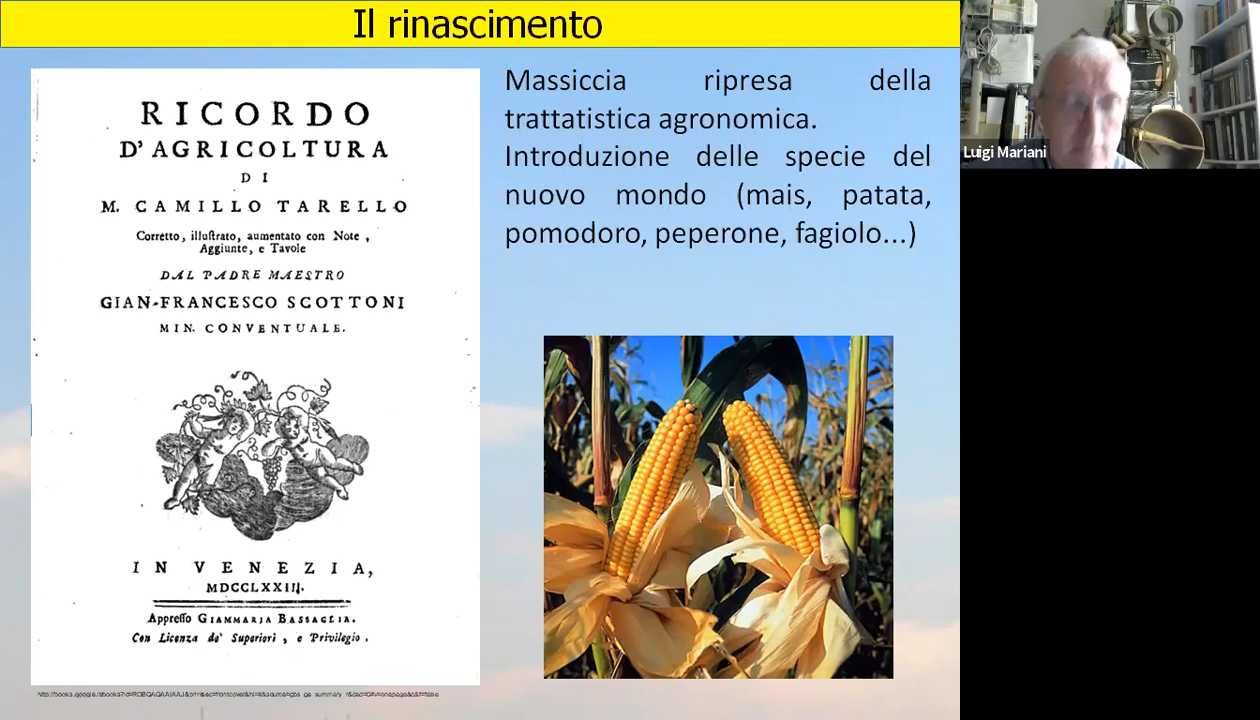 Il rinascimento
RICORDO
D'AGRICOLTURA
DI
M. CAMILLO TARELLO
Corretto, illuſtrato, aumentato con Note,
Aggiunte, e Tavole
DAL PADRE MAESTRO
GIAN-FRANCESCO SCOTTONI
MIN. CONVENTUALE.
IN VENEZIA,
MDCCLXXIIJ.
Appreſſo GIAMMARIA BASSAGLIA.
Con Licenza de' Superiori, e Privilegio.
Massiccia ripresa della
trattatistica agronomica.
Introduzione delle specie del
nuovo mondo (mais, patata,
pomodoro, peperone, fagiolo...)
Luigi Mariani